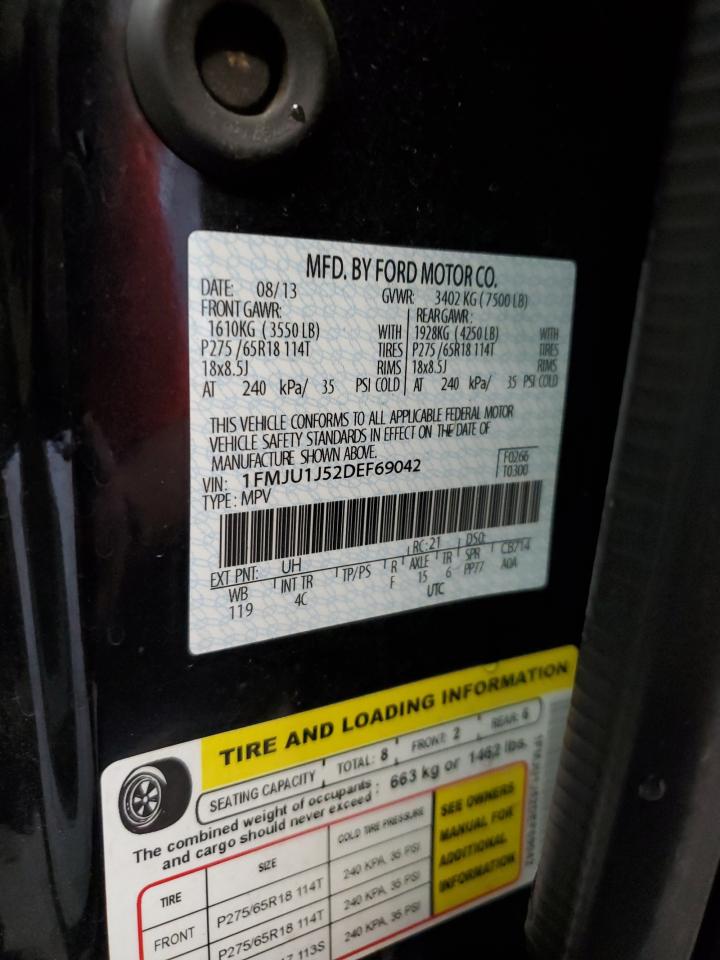 MFD. BY FORD MOTOR CO.
DATE: 08/13 GVWR: 3402 KG ( 7500 LB)
FRONT GAWR: REAR GAWR:
1610KG ( 3550 LB) WITH 1928KG ( 4250 LB) WITH
P275 /65R18 114T TIRES P275 /65R18 114T TIRES
18x8.5J RIMS 18x8.5J RIMS
AT 240 kPa/ 35 PSI COLD AT 240 kPa/ 35 PSI COLD
THIS VEHICLE CONFORMS TO ALL APPLICABLE FEDERAL MOTOR
VEHICLE SAFETY STANDARDS IN EFFECT ON THE DATE OF
MANUFACTURE SHOWN ABOVE.
VIN: 1FMJU1J52DEF69042 F0266
TYPE: MPV T0300
EXT PNT: UH RC: 21 DSO:
WB INT TR TP/PS R AXLE TR SPR CB714
119 4C F 15 6 PP77 A0A
UTC
TIRE AND LOADING INFORMATION
SEATING CAPACITY TOTAL: 8 FRONT: 2 REAR: 6
The combined weight of occupants
and cargo should never exceed : 663 kg or 1462 lbs.
TIRE SIZE COLD TIRE PRESSURE SEE OWNERS
MANUAL FOR
ADDITIONAL
INFORMATION
FRONT P275/65R18 114T 240 KPA, 35 PSI
P275/65R18 114T 240 KPA, 35 PSI
17 113S 240 KPA, 35 PSI